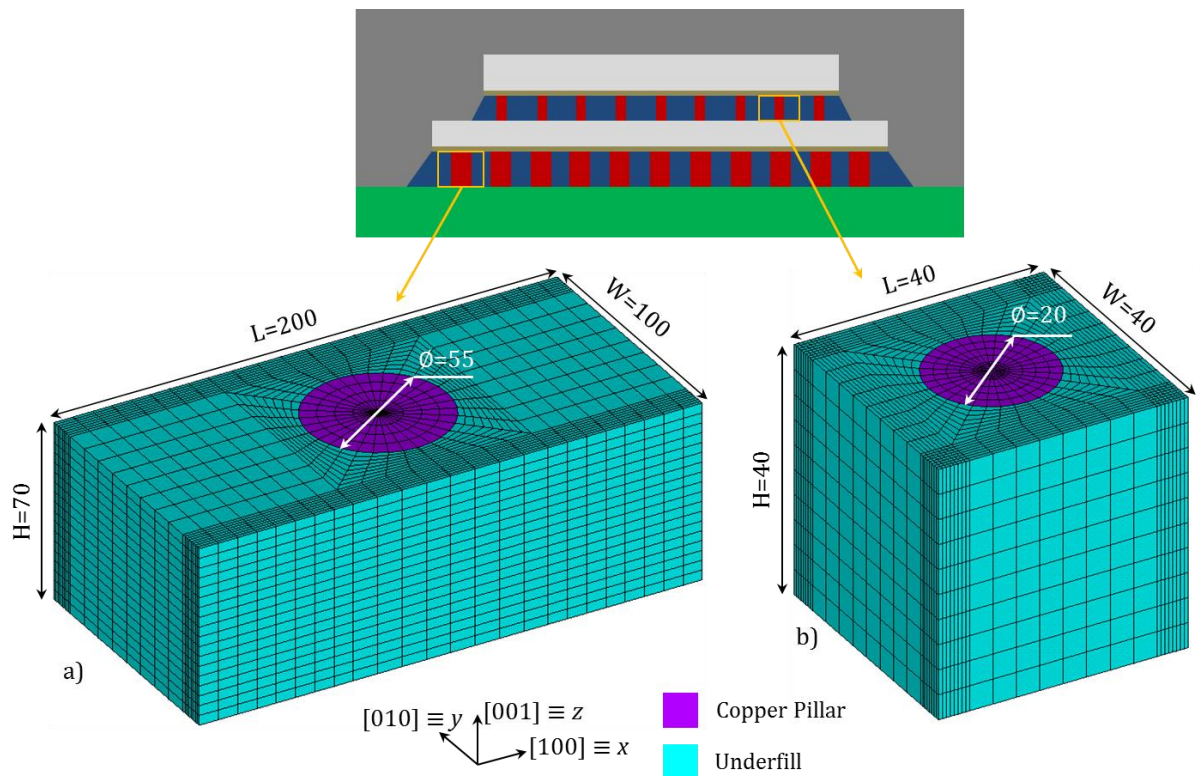 L=200
W=100
Ø=55
H=70
a)
L=40
W=40
Ø=20
H=40
b)
[010] ≡ y
[001] ≡ z
[100] ≡ x
Copper Pillar
Underfill